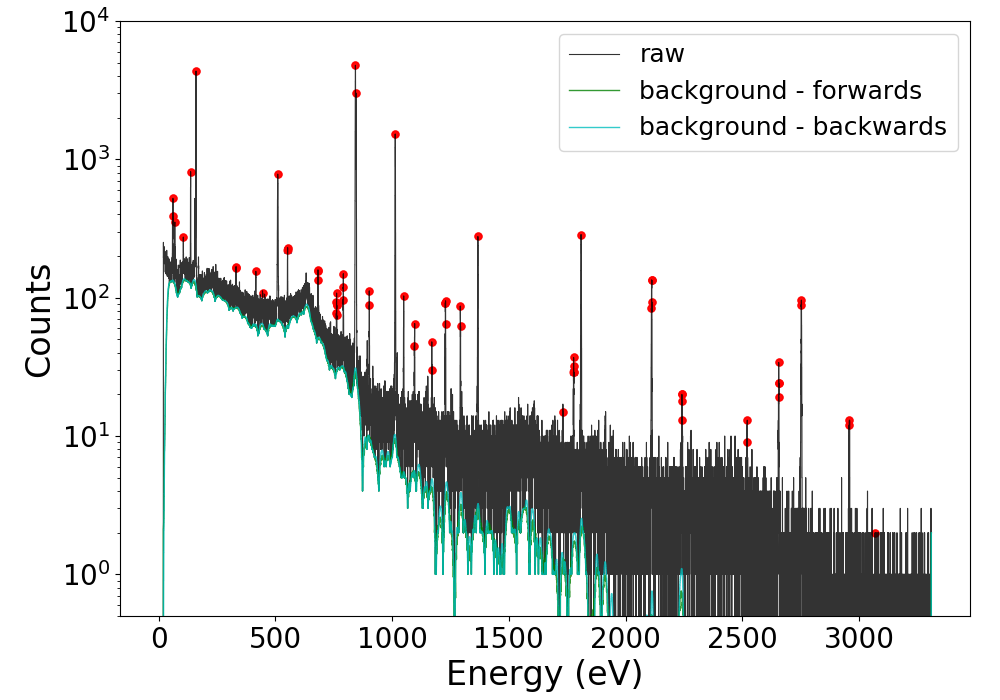 10^4
10^3
10^2
10^1
10^0
Counts
raw
background - forwards
background - backwards
0 500 1000 1500 2000 2500 3000
Energy (eV)